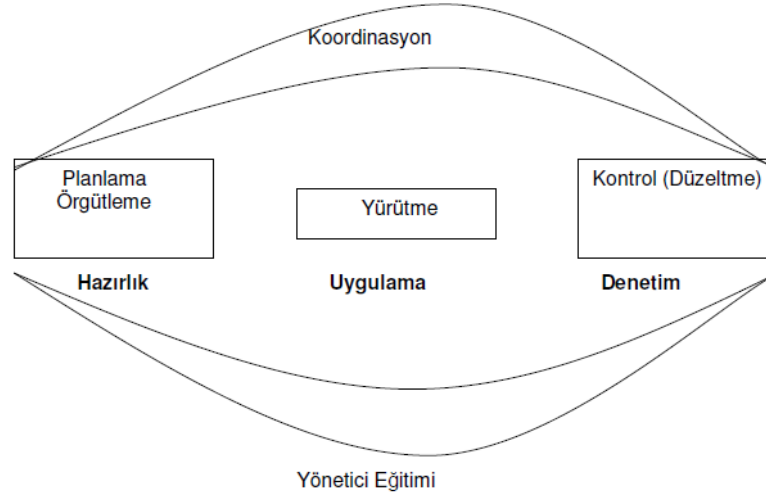 Koordinasyon
Planlama
Örgütleme
Yürütme
Kontrol (Düzeltme)
Hazırlık
Uygulama
Denetim
Yönetici Eğitimi